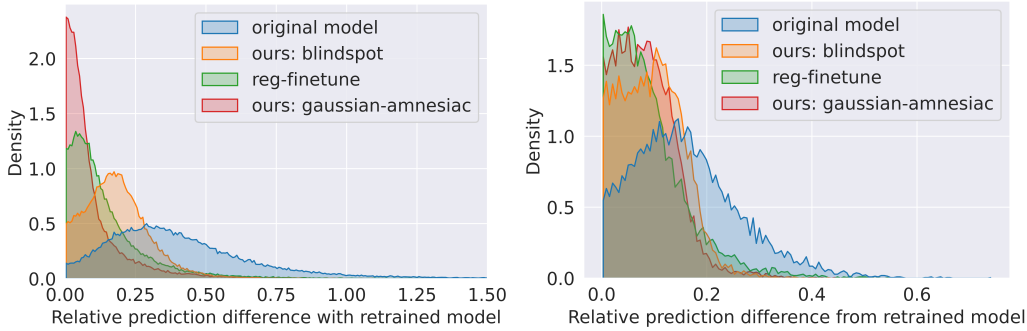 original model
ours: blindspot
reg-finetune
ours: gaussian-amnesiac
Density
2.0
1.5
1.0
0.5
0.0
0.00 0.25 0.50 0.75 1.00 1.25 1.50
Relative prediction difference with retrained model
original model
ours: blindspot
reg-finetune
ours: gaussian-amnesiac
Density
1.5
1.0
0.5
0.0
0.0 0.2 0.4 0.6
Relative prediction difference from retrained model